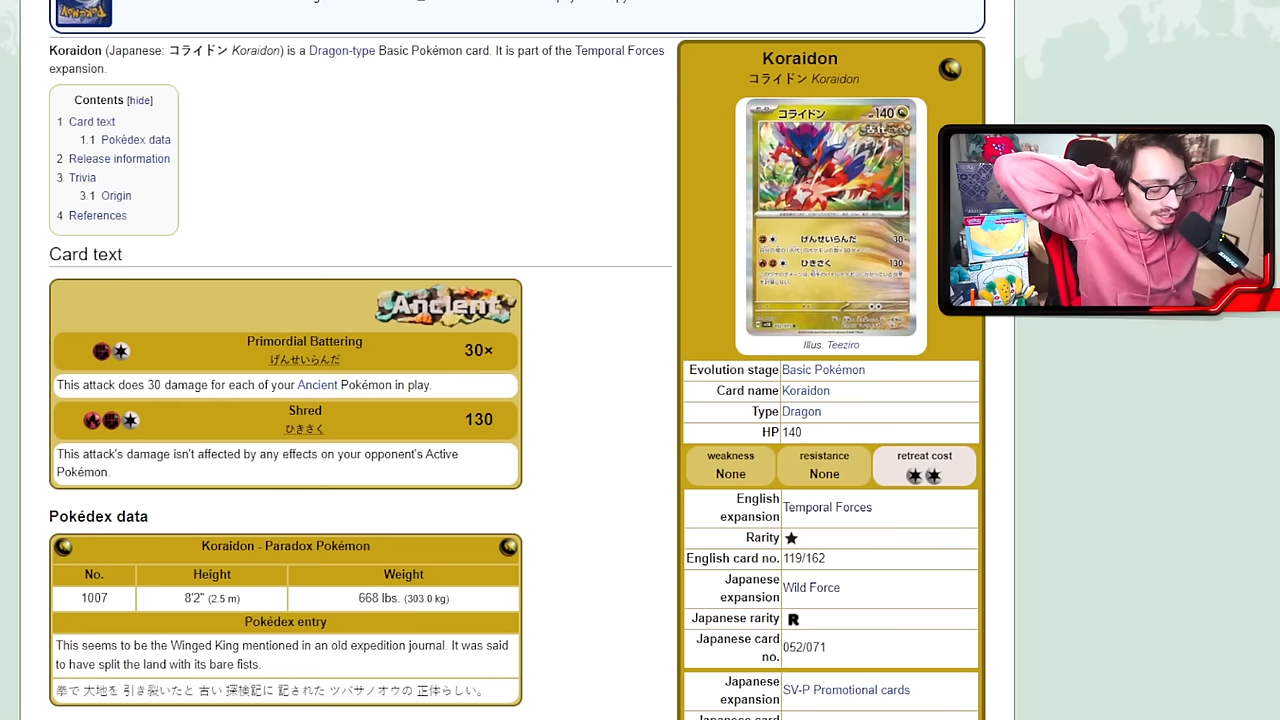 Koraidon (Japanese: コライドン Koraidon) is a Dragon-type Basic Pokémon card. It is part of the Temporal Forces
expansion.
Contents [hide]
1 Card text
1.1 Pokédex data
2 Release information
3 Trivia
3.1 Origin
4 References
Card text
Ancient
Primordial Battering
げんせいらんだ
30×
This attack does 30 damage for each of your Ancient Pokémon in play.
Shred
ひきさく
130
This attack's damage isn't affected by any effects on your opponent's Active
Pokémon.
Pokédex data
Koraidon - Paradox Pokémon
No. Height Weight
1007 8'2" (2.5 m) 668 lbs. (303.0 kg)
Pokédex entry
This seems to be the Winged King mentioned in an old expedition journal. It was said
to have split the land with its bare fists.
拳で 大地を 引き裂いたと 古い 探検記に 記された ツバサノオウの 正体らしい。
Koraidon
コライドン Koraidon
コライドン 140
古代
げんせいらんだ 30×
ひきさく 130
Illus. Teeziro
Evolution stage Basic Pokémon
Card name Koraidon
Type Dragon
HP 140
weakness resistance retreat cost
None None
English
expansion Temporal Forces
Rarity ★
English card no. 119/162
Japanese
expansion Wild Force
Japanese rarity R
Japanese card
no. 052/071
Japanese
expansion SV-P Promotional cards
Japanese card